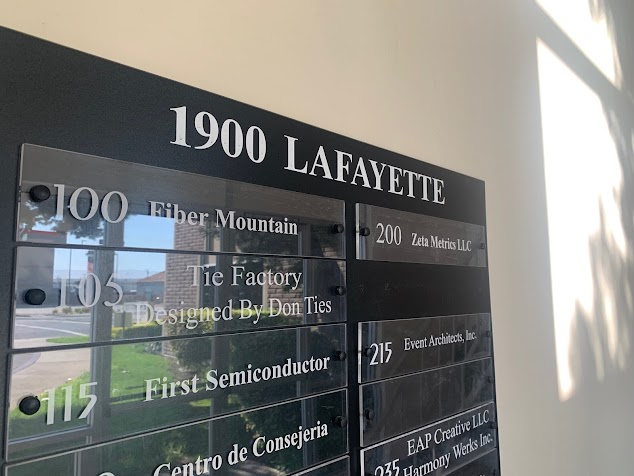 1900 LAFAYETTE
100 Fiber Mountain
105 Tie Factory
Designed By Don Ties
115 First Semiconductor
Centro de Consejeria
200 Zeta Metrics LLC
215 Event Architects, Inc.
EAP Creative LLC
235 Harmony Werks Inc.